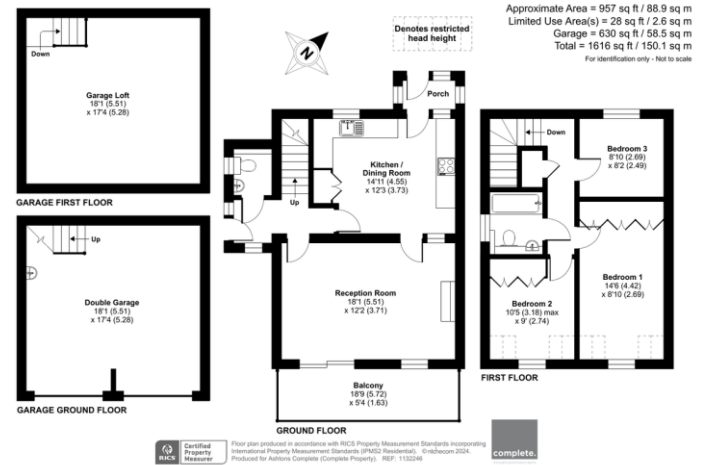 Approximate Area = 957 sq ft / 88.9 sq m
Limited Use Area(s) = 28 sq ft / 2.6 sq m
Garage = 630 sq ft / 58.5 sq m
Total = 1616 sq ft / 150.1 sq m
For identification only - Not to scale
Denotes restricted
head height
Down
Garage Loft
18'1 (5.51)
x 17'4 (5.28)
GARAGE FIRST FLOOR
Up
Double Garage
18'1 (5.51)
x 17'4 (5.28)
GARAGE GROUND FLOOR
Porch
Kitchen /
Dining Room
14'11 (4.55)
x 12'3 (3.73)
Up
Reception Room
18'1 (5.51)
x 12'2 (3.71)
Balcony
18'9 (5.72)
x 5'4 (1.63)
GROUND FLOOR
Down
Bedroom 3
8'10 (2.69)
x 8'2 (2.49)
Bedroom 1
14'6 (4.42)
x 8'10 (2.69)
Bedroom 2
10'5 (3.18) max
x 9' (2.74)
FIRST FLOOR
RICS
Certified
Property
Measurer
Floor plan produced in accordance with RICS Property Measurement Standards incorporating
International Property Measurement Standards (IPMS2 Residential). ©nichecom 2024.
Produced for Ashtons Complete (Complete Property). REF: 1132246
complete.